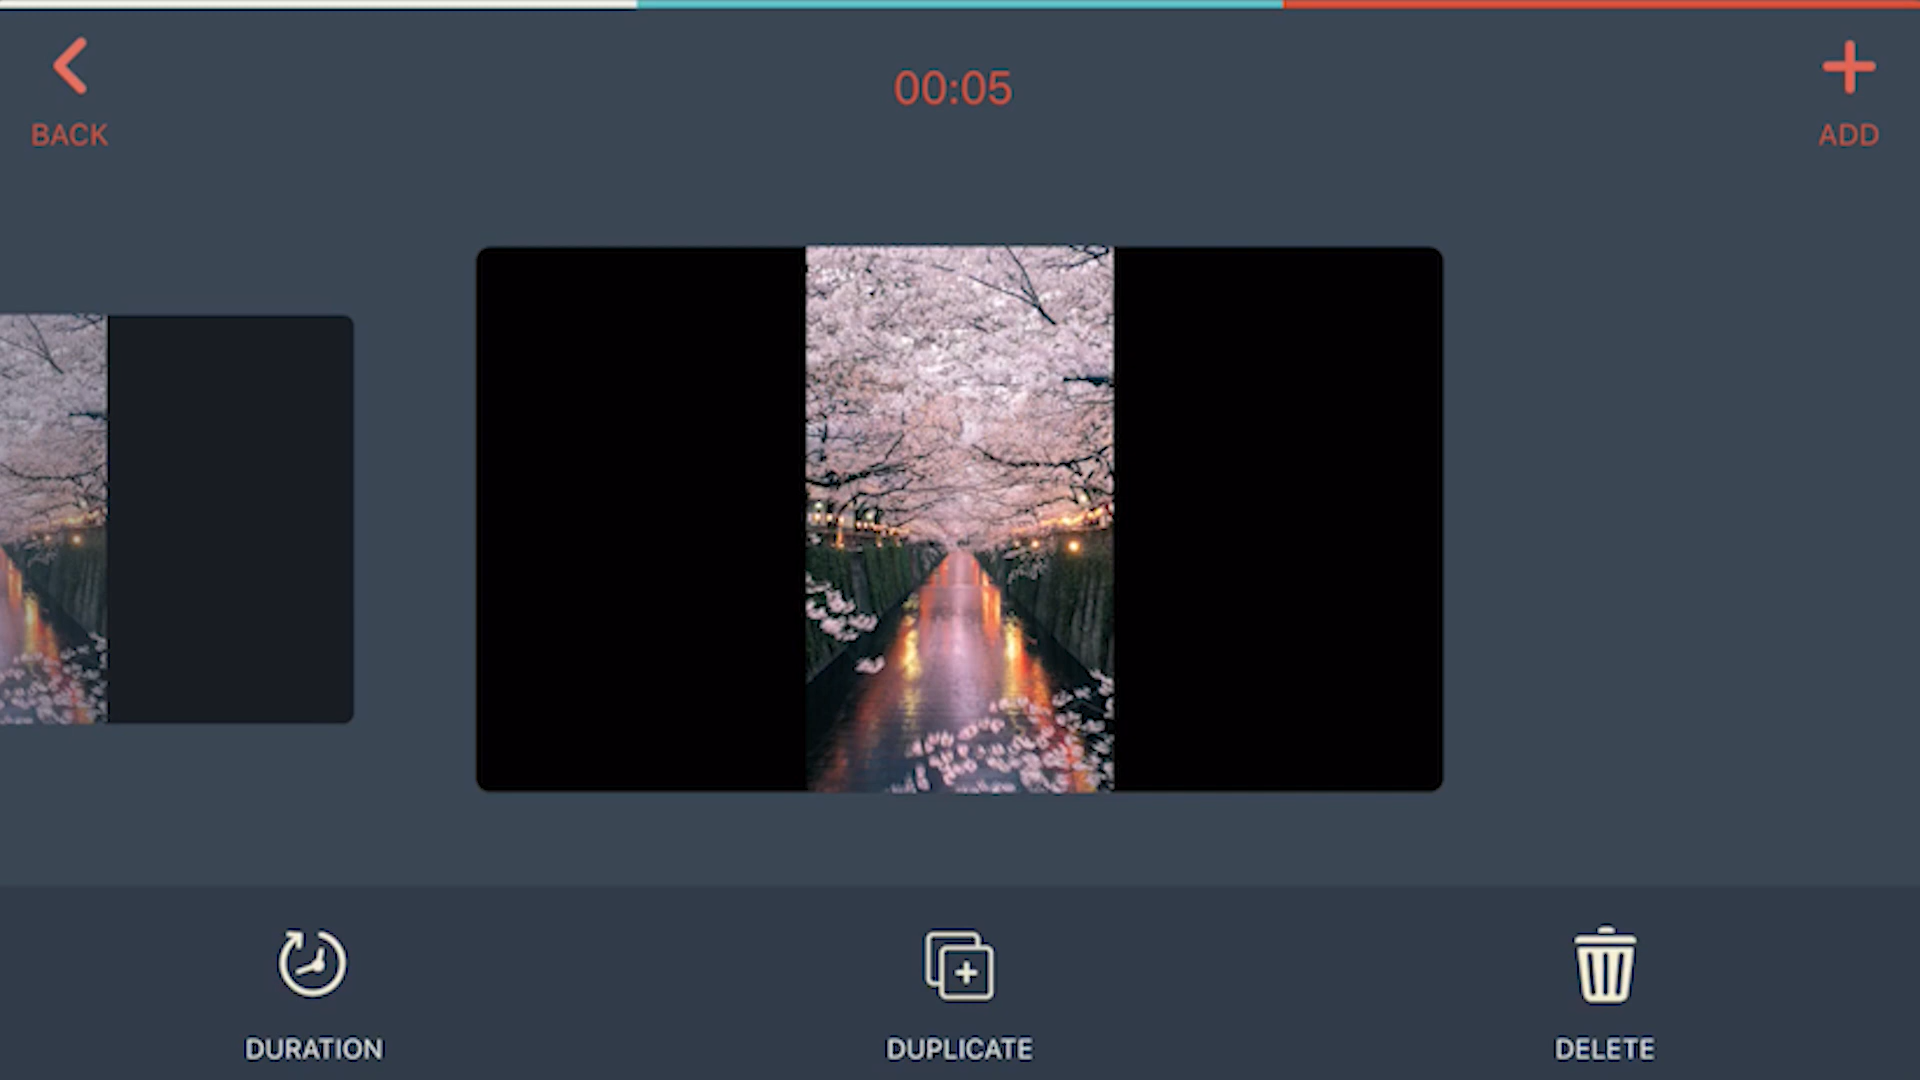 00:05
BACK
ADD
DURATION
DUPLICATE
DELETE